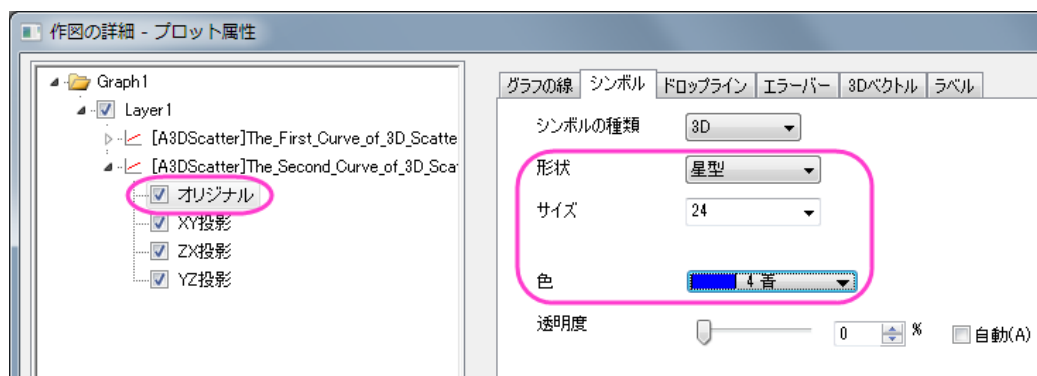 作図の詳細 - プロット属性
Graph1
Layer1
[A3DScatter]The_First_Curve_of_3D_Scatte
[A3DScatter]The_Second_Curve_of_3D_Sca
オリジナル
XY投影
ZX投影
YZ投影
グラフの線 シンボル ドロップライン エラーバー 3Dベクトル ラベル
シンボルの種類 3D
形状 星型
サイズ 24
色 4 青
透明度 0 % 自動(A)